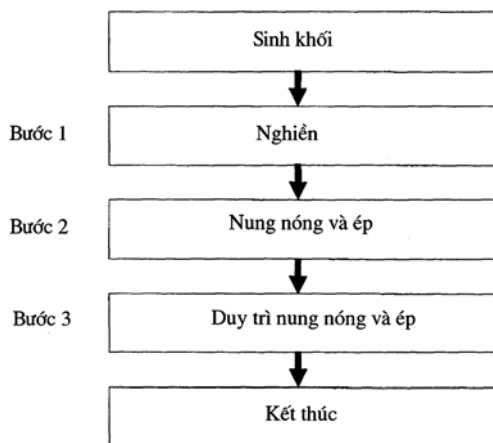 Sinh khối
Bước 1
Nghiền
Bước 2
Nung nóng và ép
Bước 3
Duy trì nung nóng và ép
Kết thúc